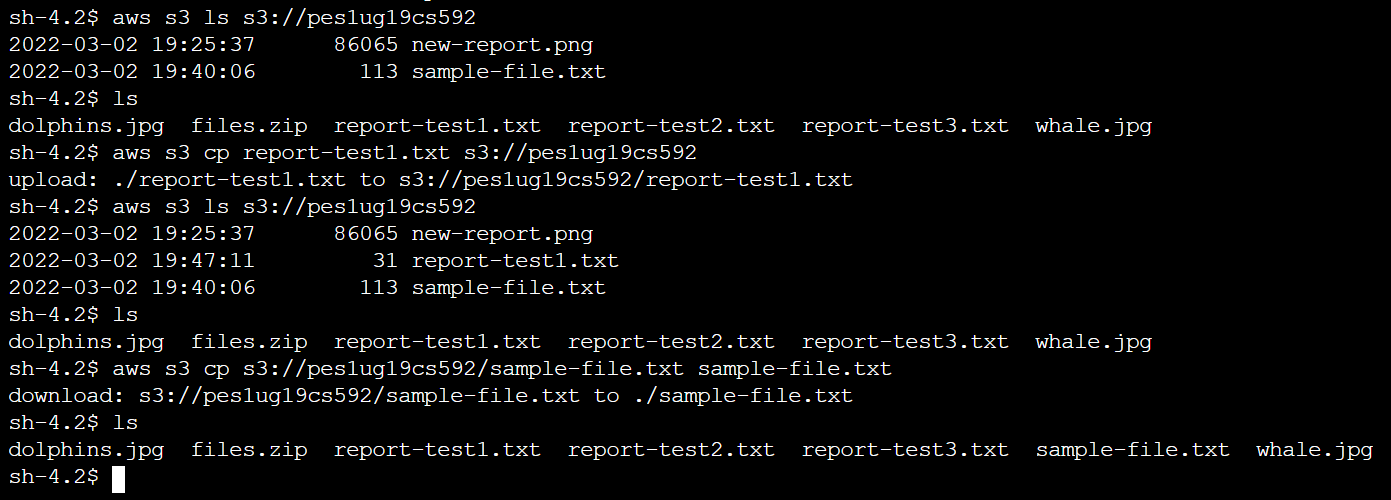 sh-4.2$ aws s3 ls s3://pes1ug19cs592
2022-03-02 19:25:37      86065 new-report.png
2022-03-02 19:40:06        113 sample-file.txt
sh-4.2$ ls
dolphins.jpg  files.zip  report-test1.txt  report-test2.txt  report-test3.txt  whale.jpg
sh-4.2$ aws s3 cp report-test1.txt s3://pes1ug19cs592
upload: ./report-test1.txt to s3://pes1ug19cs592/report-test1.txt
sh-4.2$ aws s3 ls s3://pes1ug19cs592
2022-03-02 19:25:37      86065 new-report.png
2022-03-02 19:47:11         31 report-test1.txt
2022-03-02 19:40:06        113 sample-file.txt
sh-4.2$ ls
dolphins.jpg  files.zip  report-test1.txt  report-test2.txt  report-test3.txt  whale.jpg
sh-4.2$ aws s3 cp s3://pes1ug19cs592/sample-file.txt sample-file.txt
download: s3://pes1ug19cs592/sample-file.txt to ./sample-file.txt
sh-4.2$ ls
dolphins.jpg  files.zip  report-test1.txt  report-test2.txt  report-test3.txt  sample-file.txt  whale.jpg
sh-4.2$